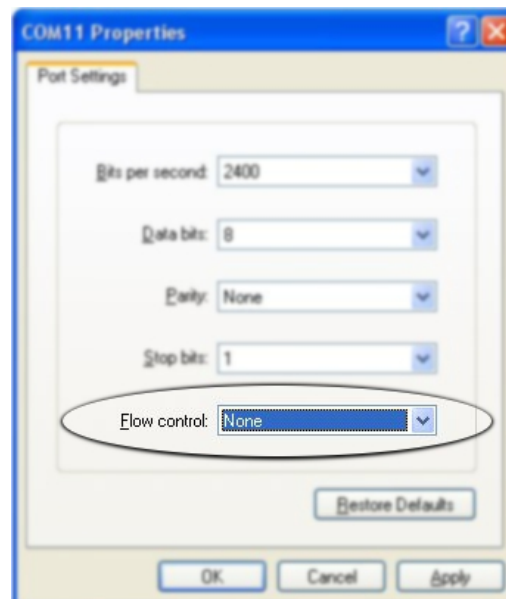 COM11 Properties
Port Settings
Bits per second: 2400
Data bits: 8
Parity: None
Stop bits: 1
Flow control: None
Restore Defaults
OK Cancel Apply